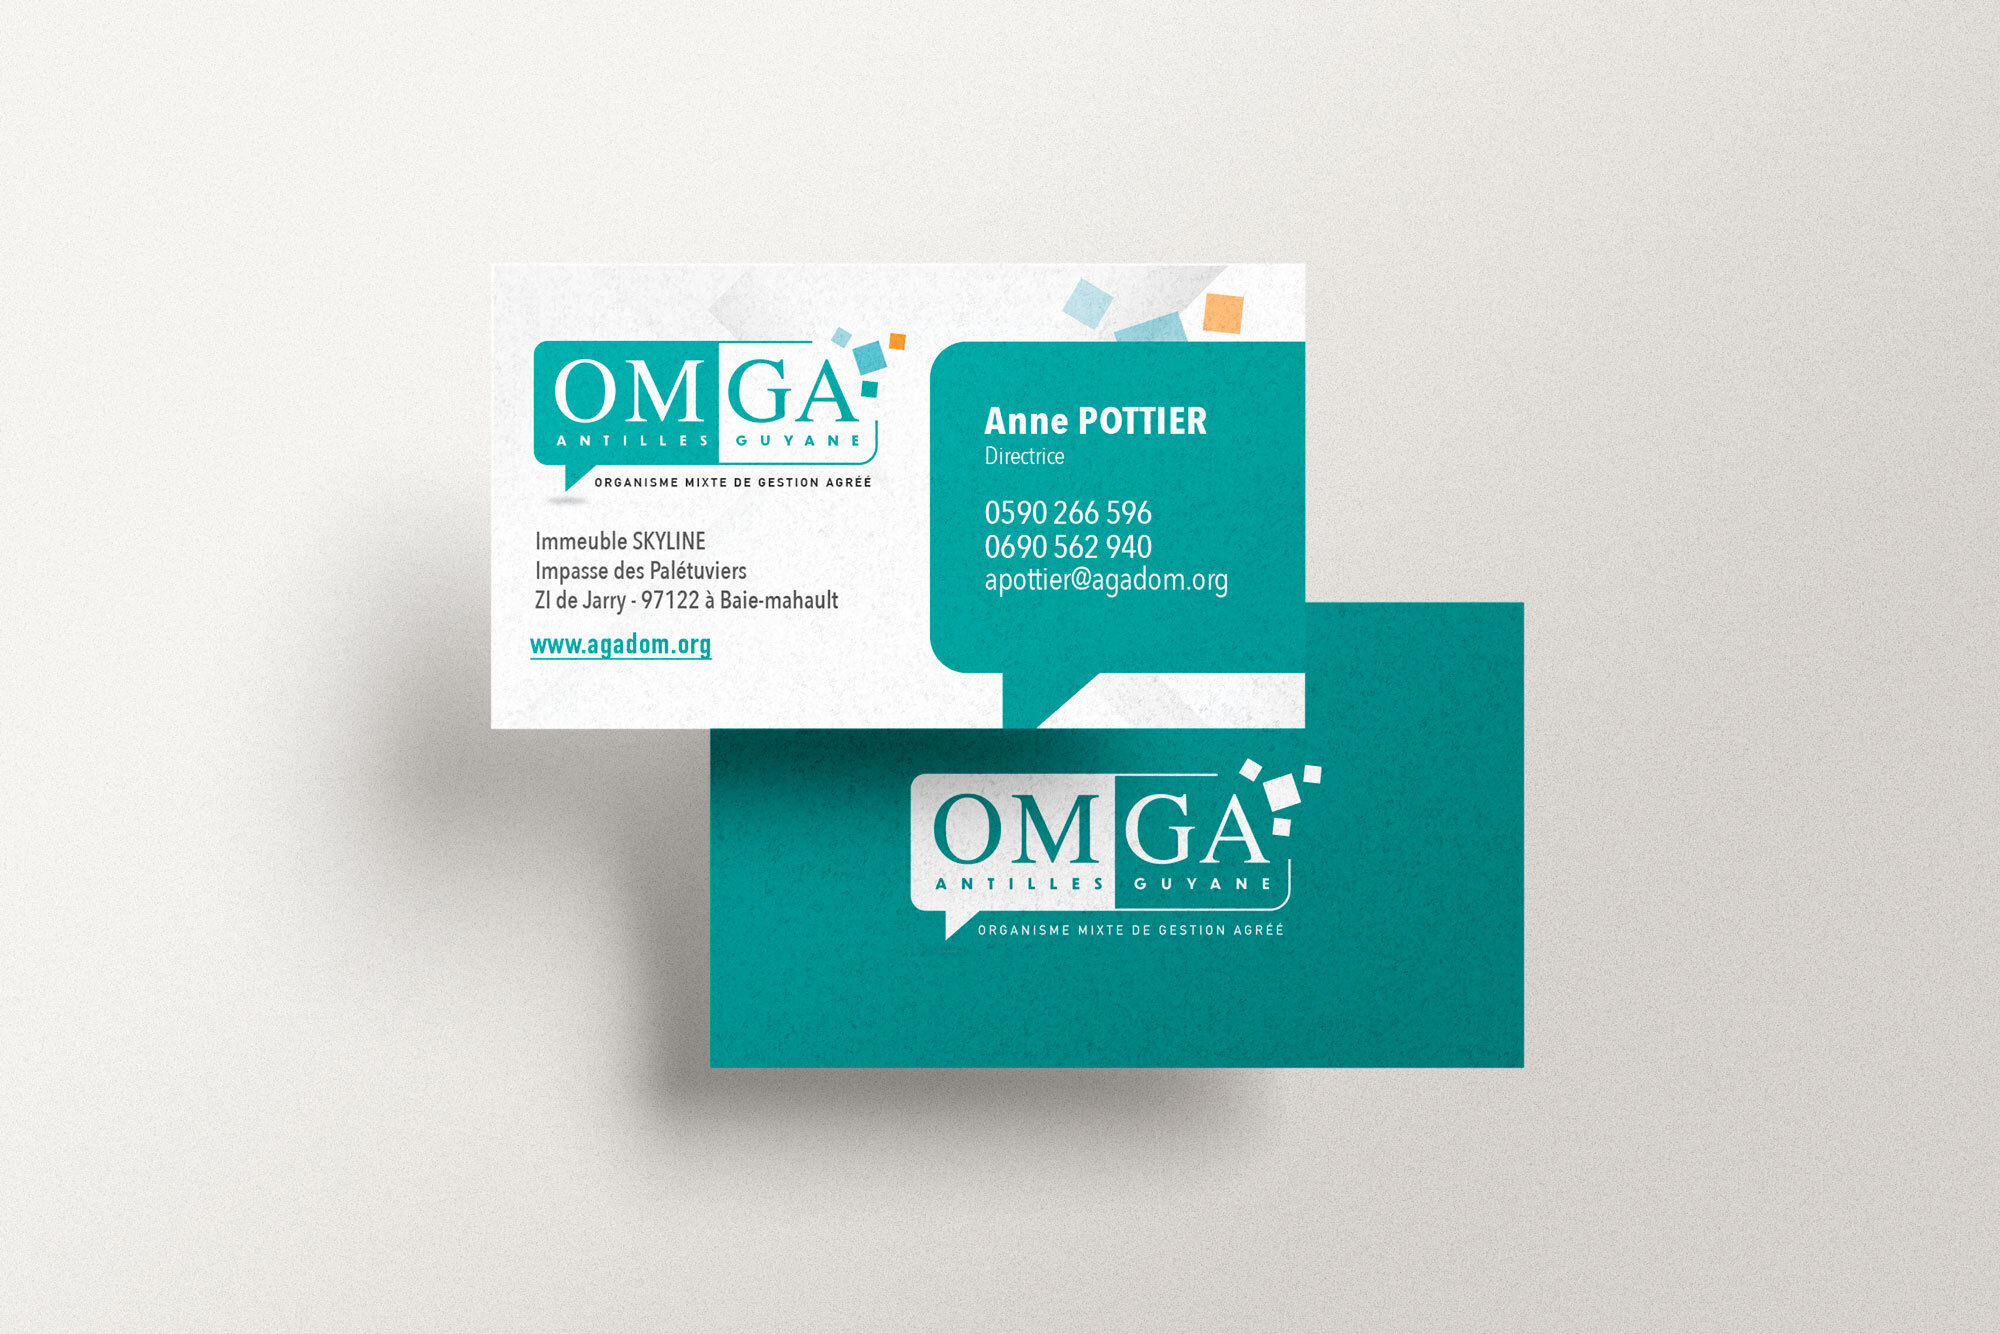 OMGA
ANTILLES GUYANE
ORGANISME MIXTE DE GESTION AGRÉÉ
Immeuble SKYLINE
Impasse des Palétuviers
ZI de Jarry - 97122 à Baie-mahault
www.agadom.org
Anne POTTIER
Directrice
0590 266 596
0690 562 940
apottier@agadom.org
OMGA
ANTILLES GUYANE
ORGANISME MIXTE DE GESTION AGRÉÉ